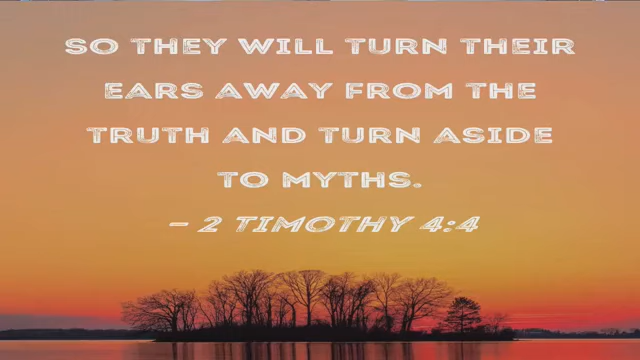 SO THEY WILL TURN THEIR
EARS AWAY FROM THE
TRUTH AND TURN ASIDE
TO MYTHS.
– 2 TIMOTHY 4:4